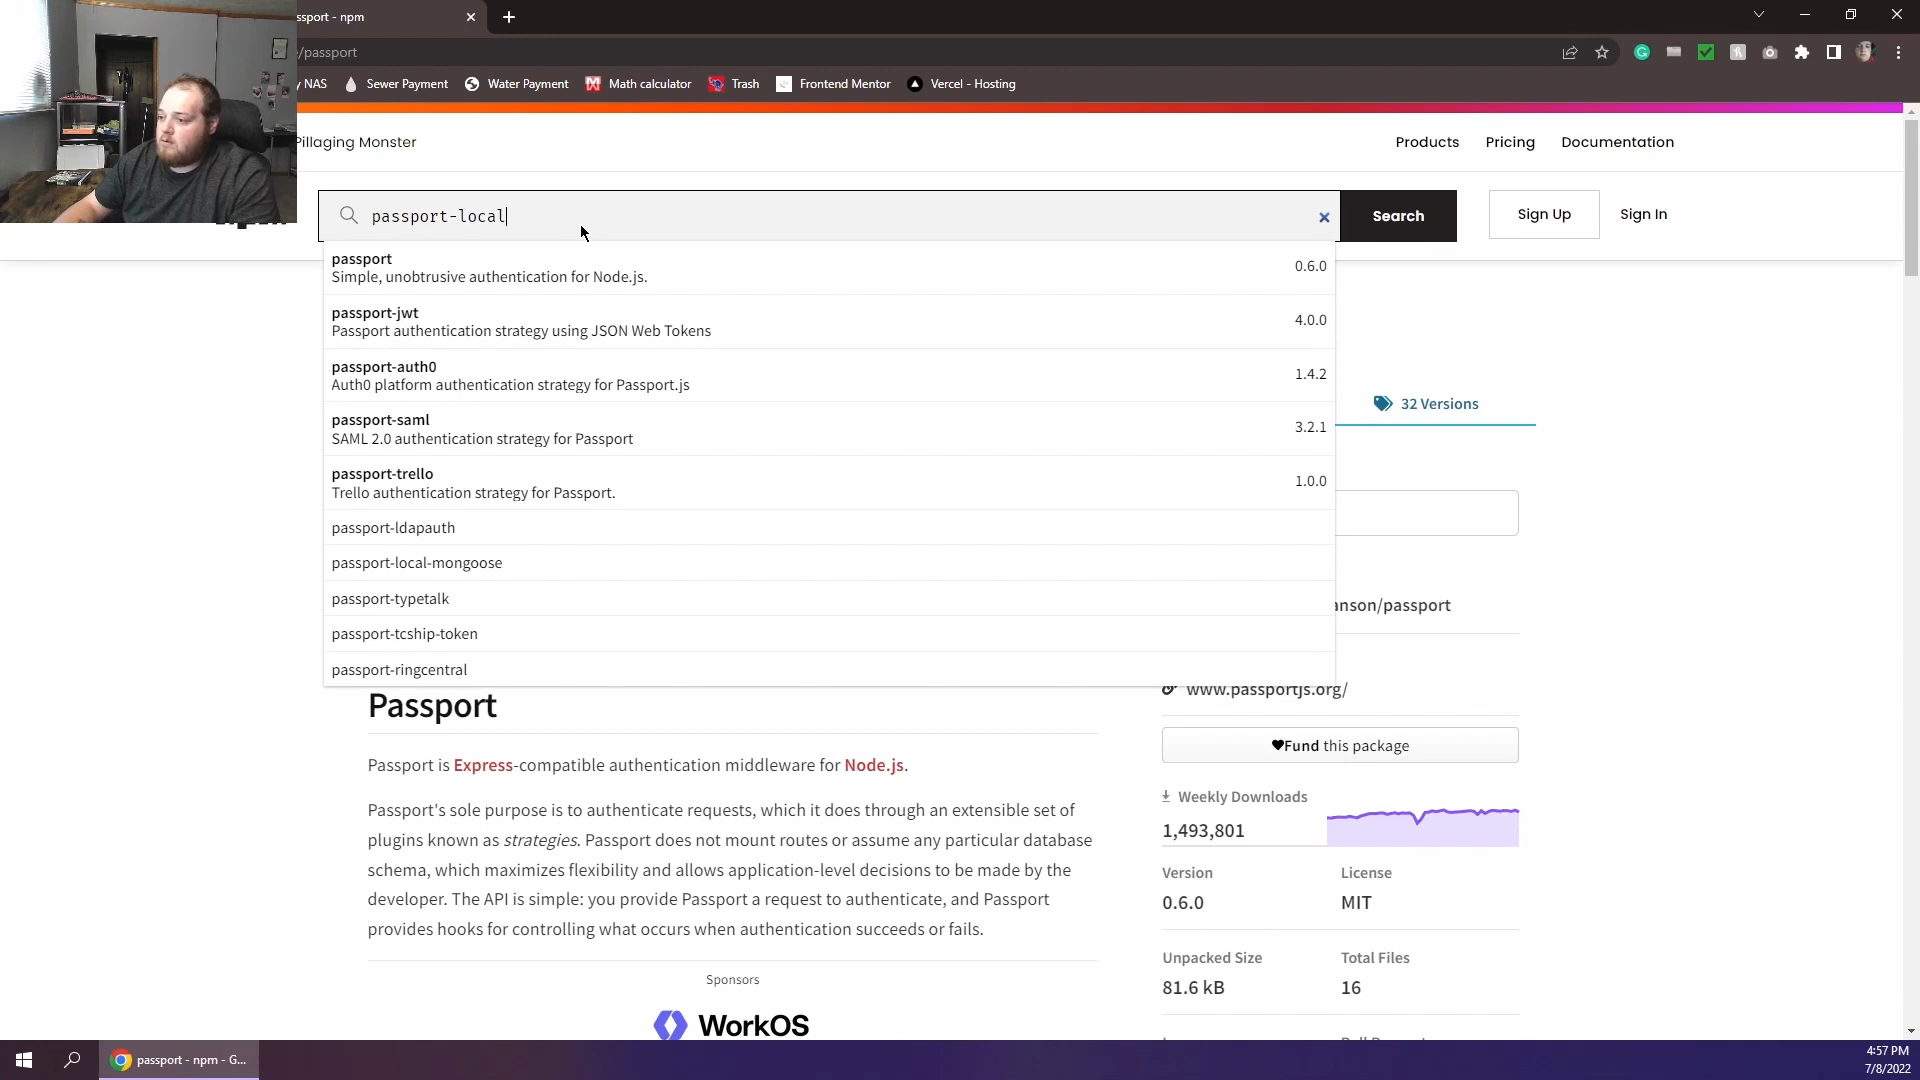 ssport - npm
/passport
y NAS
Sewer Payment
Water Payment
Math calculator
Trash
Frontend Mentor
Vercel - Hosting
Pillaging Monster
Products
Pricing
Documentation
passport-local
Search
Sign Up
Sign In
passport
Simple, unobtrusive authentication for Node.js.
0.6.0
passport-jwt
Passport authentication strategy using JSON Web Tokens
4.0.0
passport-auth0
Auth0 platform authentication strategy for Passport.js
1.4.2
passport-saml
SAML 2.0 authentication strategy for Passport
3.2.1
passport-trello
Trello authentication strategy for Passport.
1.0.0
passport-ldapauth
passport-local-mongoose
passport-typetalk
passport-tcship-token
passport-ringcentral
32 Versions
anson/passport
www.passportjs.org/
Passport
Passport is Express-compatible authentication middleware for Node.js.
Passport's sole purpose is to authenticate requests, which it does through an extensible set of
plugins known as strategies. Passport does not mount routes or assume any particular database
schema, which maximizes flexibility and allows application-level decisions to be made by the
developer. The API is simple: you provide Passport a request to authenticate, and Passport
provides hooks for controlling what occurs when authentication succeeds or fails.
Sponsors
WorkOS
Fund this package
Weekly Downloads
1,493,801
Version
License
0.6.0
MIT
Unpacked Size
Total Files
81.6 kB
16
passport - npm - G...
4:57 PM
7/8/2022